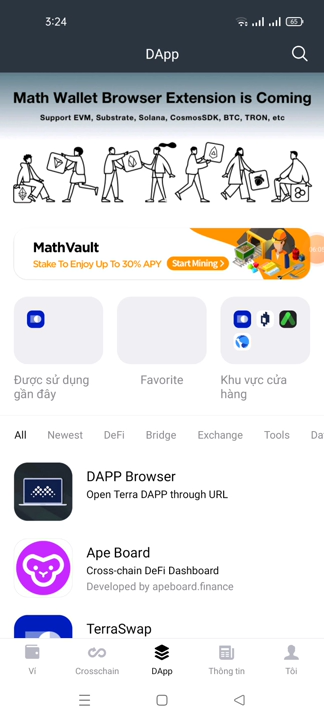 3:24
65
DApp
Math Wallet Browser Extension is Coming
Support EVM, Substrate, Solana, CosmosSDK, BTC, TRON, etc
MathVault
Stake To Enjoy Up To 30% APY
Start Mining >
Được sử dụng
gần đây
Favorite
Khu vực cửa
hàng
All
Newest
DeFi
Bridge
Exchange
Tools
Da
DAPP Browser
Open Terra DAPP through URL
Ape Board
Cross-chain DeFi Dashboard
Developed by apeboard.finance
TerraSwap
Ví
Crosschain
DApp
Thông tin
Tôi